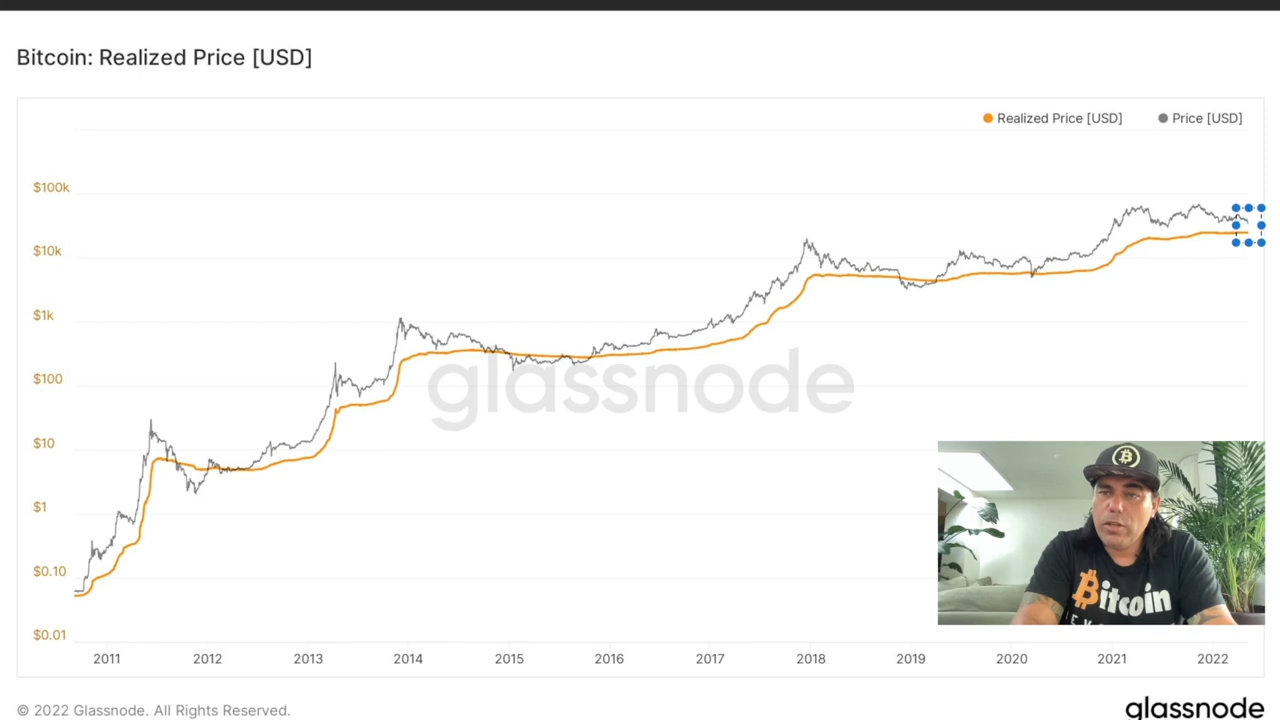 Bitcoin: Realized Price [USD]
Realized Price [USD] Price [USD]
$100k
$10k
$1k
$100
$10
$1
$0.10
$0.01
glassnode
2011 2012 2013 2014 2015 2016 2017 2018 2019 2020 2021 2022
Bitcoin
© 2022 Glassnode. All Rights Reserved.
glassnode